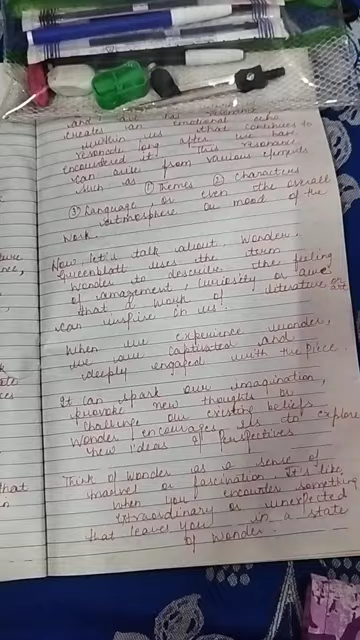 and art has resonance
creates an emotional echo
within us that continues to
resonate long after we have
encountered it. This resonance
can arise from various elements
such as ① Themes ② Characters
③ Language, or even the overall
atmosphere or mood of the
work.
Now let's talk about wonder.
Greenblatt uses the term
wonder to describe the feeling
of amazement, curiosity or awe
that a work of literature or art
can inspire in us.
When we experience wonder,
we are captivated and
deeply engaged with the piece.
It can spark our imagination,
provoke new thoughts or
challenge our existing beliefs
Wonder encourages us to explore
new ideas & perspectives
Think of wonder as a sense of
marvel or fascination. It's like
when you encounter something
extraordinary or unexpected
that leaves you in a state
of wonder.